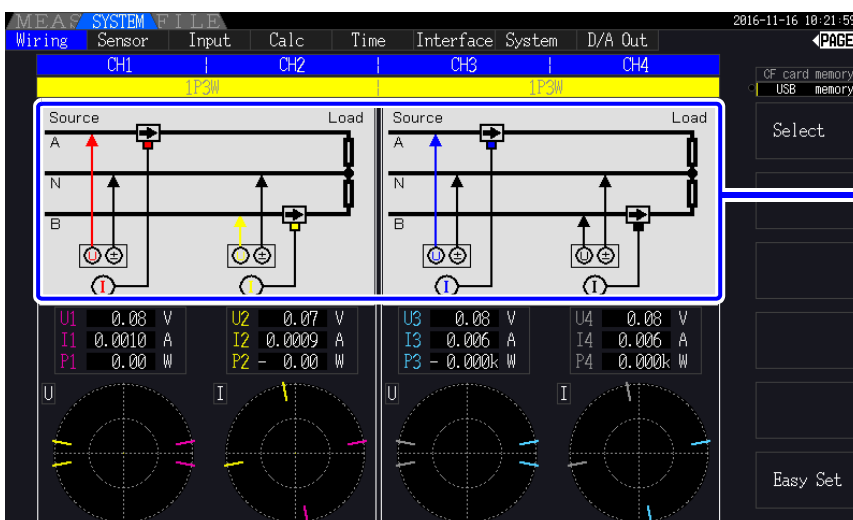 MEAS SYSTEM FILE 2016-11-16 10:21:59
Wiring Sensor Input Calc Time Interface System D/A Out PAGE
CH1 CH2 CH3 CH4
1P3W 1P3W
CF card memory
USB memory
Select
Source Load Source Load
A A
N N
B B
U ± U ± U ± U ±
I I I I
U1 0.08 V U2 0.07 V U3 0.08 V U4 0.08 V
I1 0.0010 A I2 0.0009 A I3 0.006 A I4 0.006 A
P1 0.00 W P2 - 0.00 W P3 - 0.000k W P4 0.000k W
U I U I
Easy Set